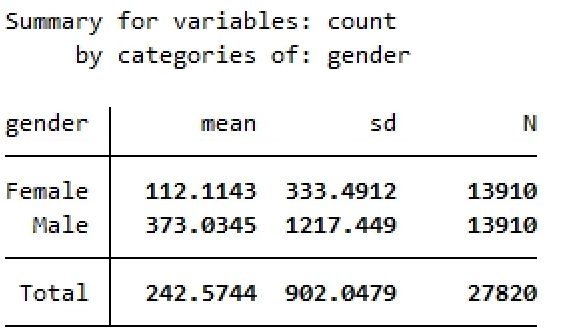 Summary for variables: count
by categories of: gender
gender mean sd N
Female 112.1143 333.4912 13910
Male 373.0345 1217.449 13910
Total 242.5744 902.0479 27820